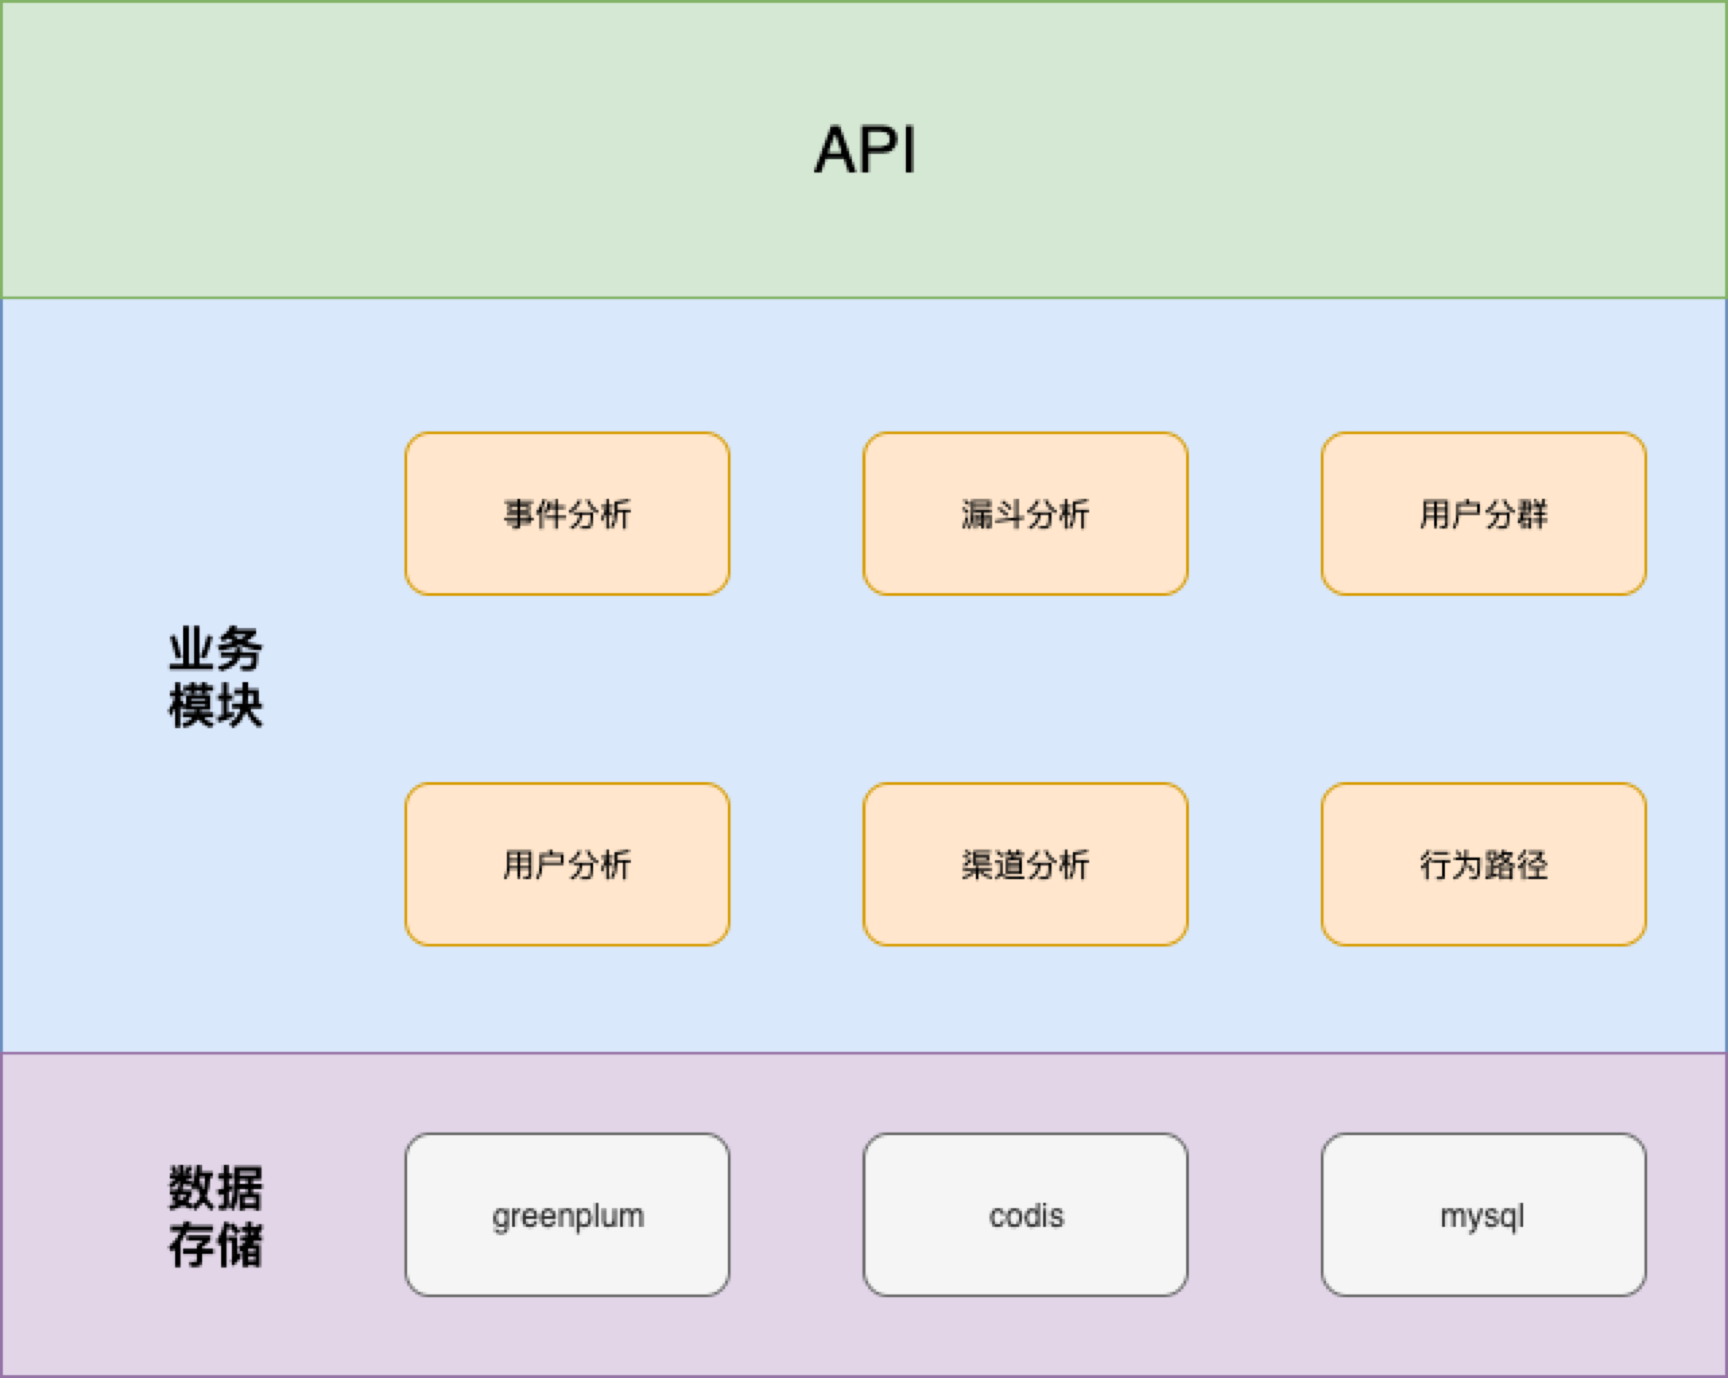 API
事件分析
漏斗分析
用户分群
业务
模块
用户分析
渠道分析
行为路径
数据
存储
greenplum
codis
mysql